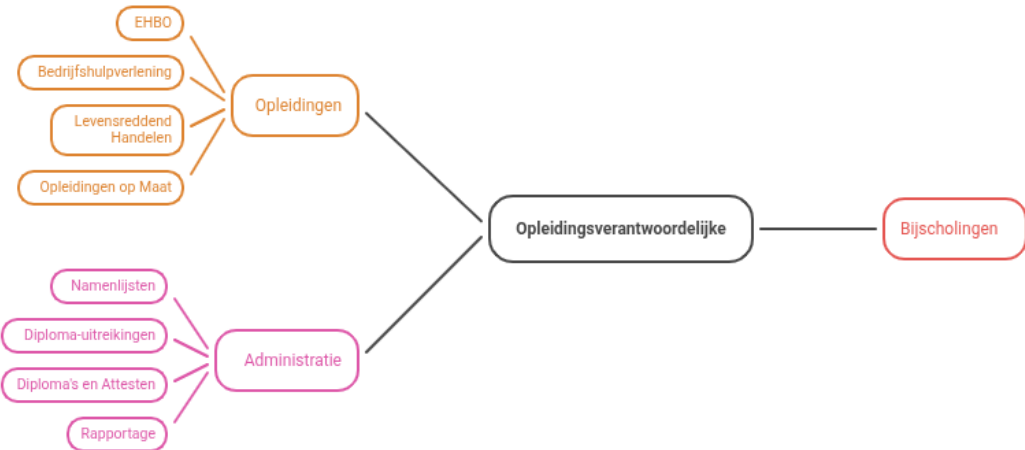 EHBO
Bedrijfshulpverlening
Levensreddend
Handelen
Opleidingen op Maat
Opleidingen
Opleidingsverantwoordelijke
Bijscholingen
Namenlijsten
Diploma-uitreikingen
Diploma's en Attesten
Rapportage
Administratie